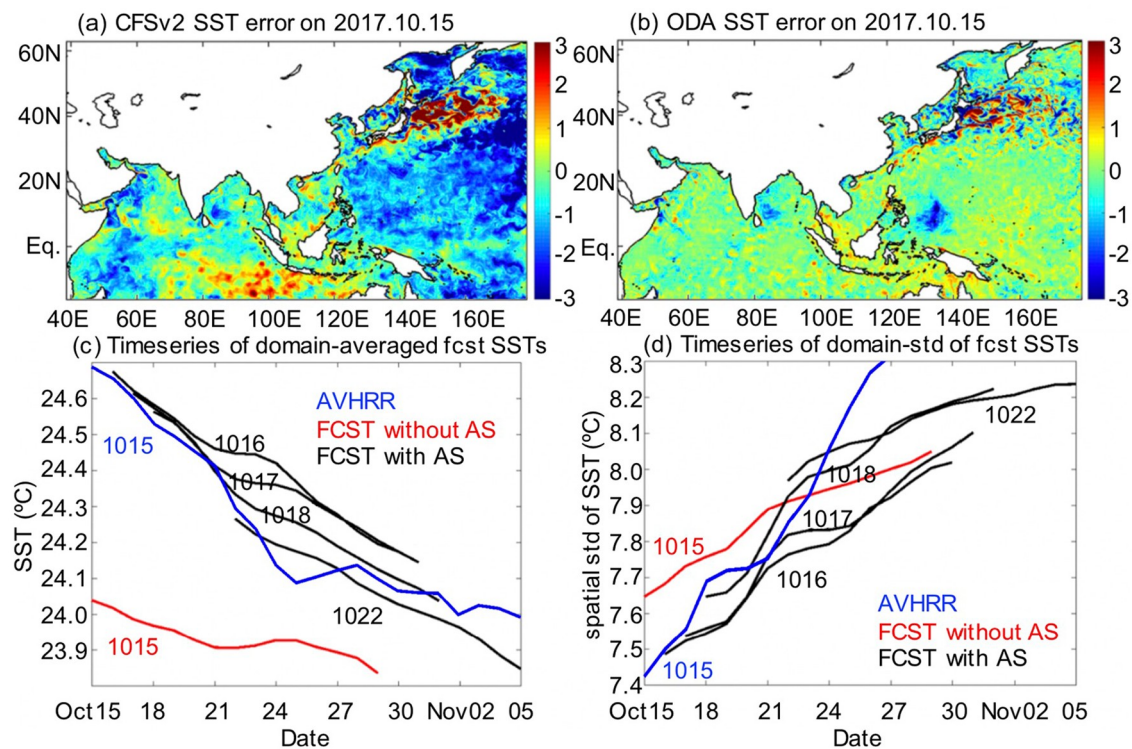 (a) CFSv2 SST error on 2017.10.15
(b) ODA SST error on 2017.10.15
60N
40N
20N
Eq.
40E 60E 80E 100E 120E 140E 160E
3
2
1
0
-1
-2
-3
60N
40N
20N
Eq.
40E 60E 80E 100E 120E 140E 160E
3
2
1
0
-1
-2
-3
(c) Timeseries of domain-averaged fcst SSTs
SST (ºC)
24.6
24.5
24.4
24.3
24.2
24.1
24.0
23.9
AVHRR
FCST without AS
FCST with AS
1015
1016
1017
1018
1022
1015
Oct15 18 21 24 27 30 Nov02 05
Date
(d) Timeseries of domain-std of fcst SSTs
spatial std of SST (ºC)
8.3
8.2
8.1
8.0
7.9
7.8
7.7
7.6
7.5
7.4
1022
1018
1017
1015
1016
1015
AVHRR
FCST without AS
FCST with AS
Oct15 18 21 24 27 30 Nov02 05
Date